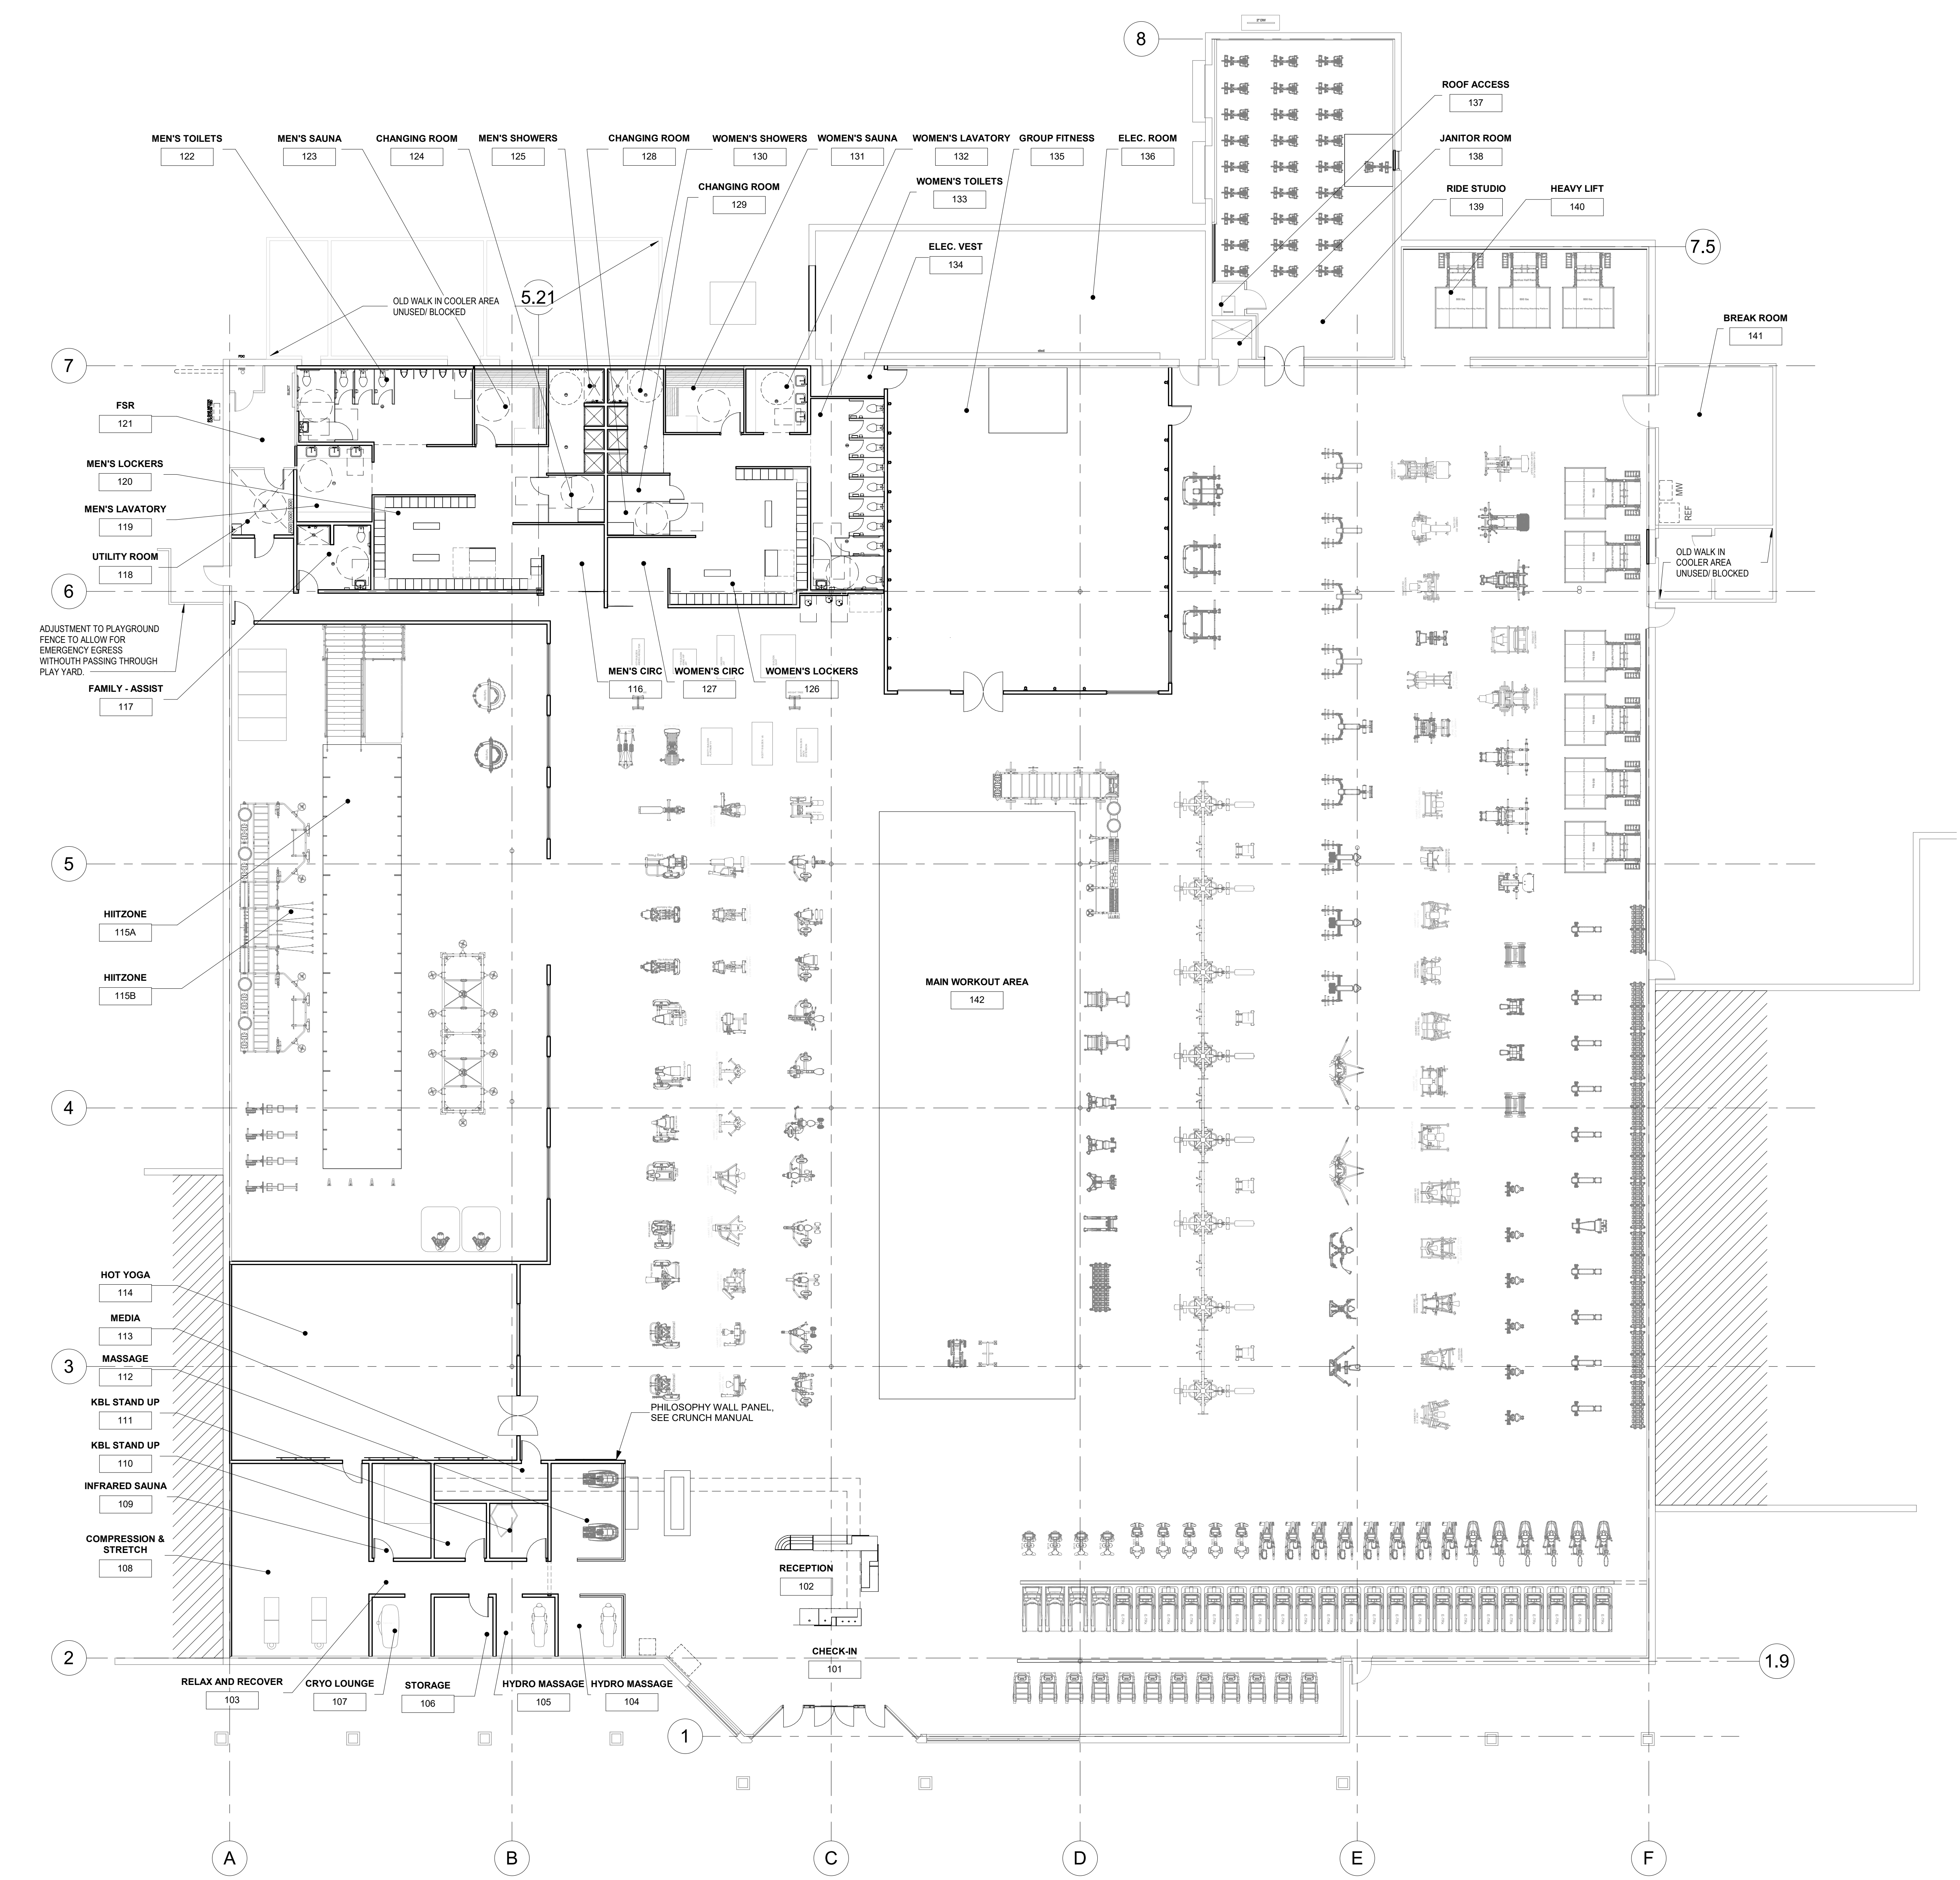 8
ROOF ACCESS
137
MEN'S TOILETS
122
MEN'S SAUNA
123
CHANGING ROOM
124
MEN'S SHOWERS
125
CHANGING ROOM
128
WOMEN'S SHOWERS
130
WOMEN'S SAUNA
131
WOMEN'S LAVATORY
132
GROUP FITNESS
135
ELEC. ROOM
136
JANITOR ROOM
138
CHANGING ROOM
129
WOMEN'S TOILETS
133
RIDE STUDIO
139
HEAVY LIFT
140
ELEC. VEST
134
7.5
OLD WALK IN COOLER AREA
UNUSED/ BLOCKED
5.21
BREAK ROOM
141
7
FSR
121
MEN'S LOCKERS
120
MEN'S LAVATORY
119
MW
REF
UTILITY ROOM
118
OLD WALK IN
COOLER AREA
UNUSED/ BLOCKED
6
ADJUSTMENT TO PLAYGROUND
FENCE TO ALLOW FOR
EMERGENCY EGRESS
WITHOUTH PASSING THROUGH
PLAY YARD.
FAMILY - ASSIST
117
MEN'S CIRC
116
WOMEN'S CIRC
127
WOMEN'S LOCKERS
126
5
HIITZONE
115A
HIITZONE
115B
MAIN WORKOUT AREA
142
4
HOT YOGA
114
MEDIA
113
3
MASSAGE
112
KBL STAND UP
111
PHILOSOPHY WALL PANEL,
SEE CRUNCH MANUAL
KBL STAND UP
110
INFRARED SAUNA
109
COMPRESSION &
STRETCH
108
RECEPTION
102
2
CHECK-IN
101
1.9
RELAX AND RECOVER
103
CRYO LOUNGE
107
STORAGE
106
HYDRO MASSAGE
105
HYDRO MASSAGE
104
1
A
B
C
D
E
F